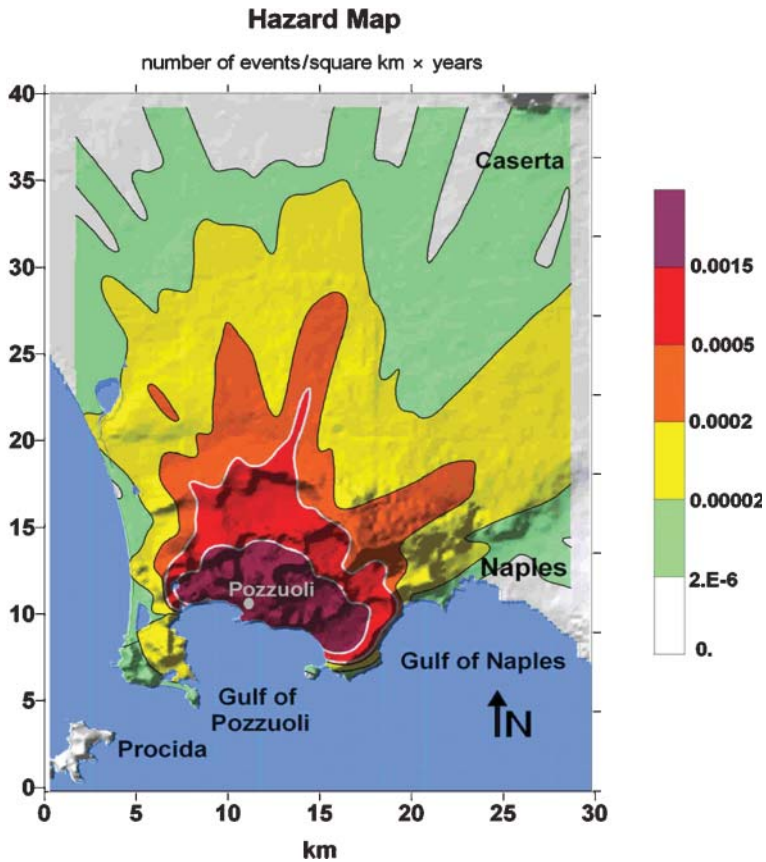 Hazard Map
number of events/square km × years
40
35
30
25
20
15
10
5
0
0
5
10
15
20
25
30
km
Caserta
Pozzuoli
Naples
Gulf of Naples
Gulf of
Pozzuoli
Procida
N
0.0015
0.0005
0.0002
0.00002
2.E-6
0.